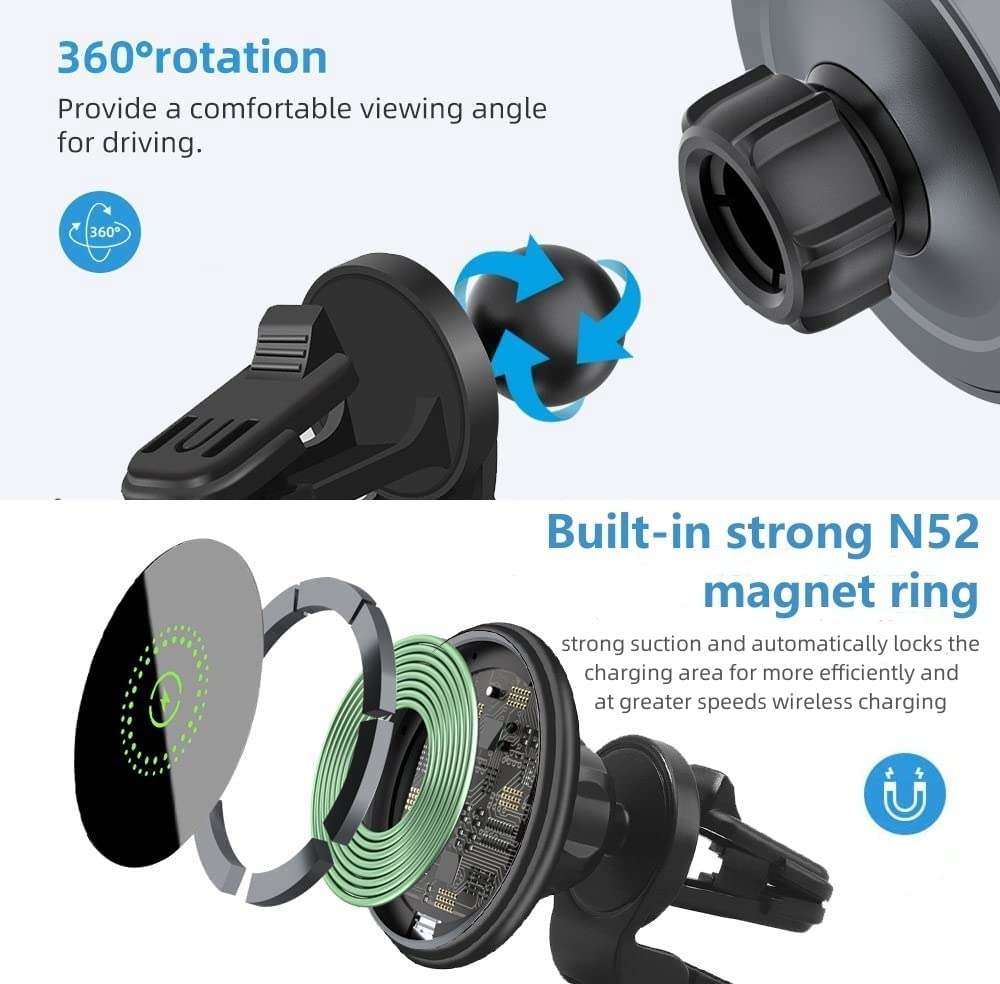 360°rotation
Provide a comfortable viewing angle
for driving.
360°
Built-in strong N52
magnet ring
strong suction and automatically locks the
charging area for more efficiently and
at greater speeds wireless charging